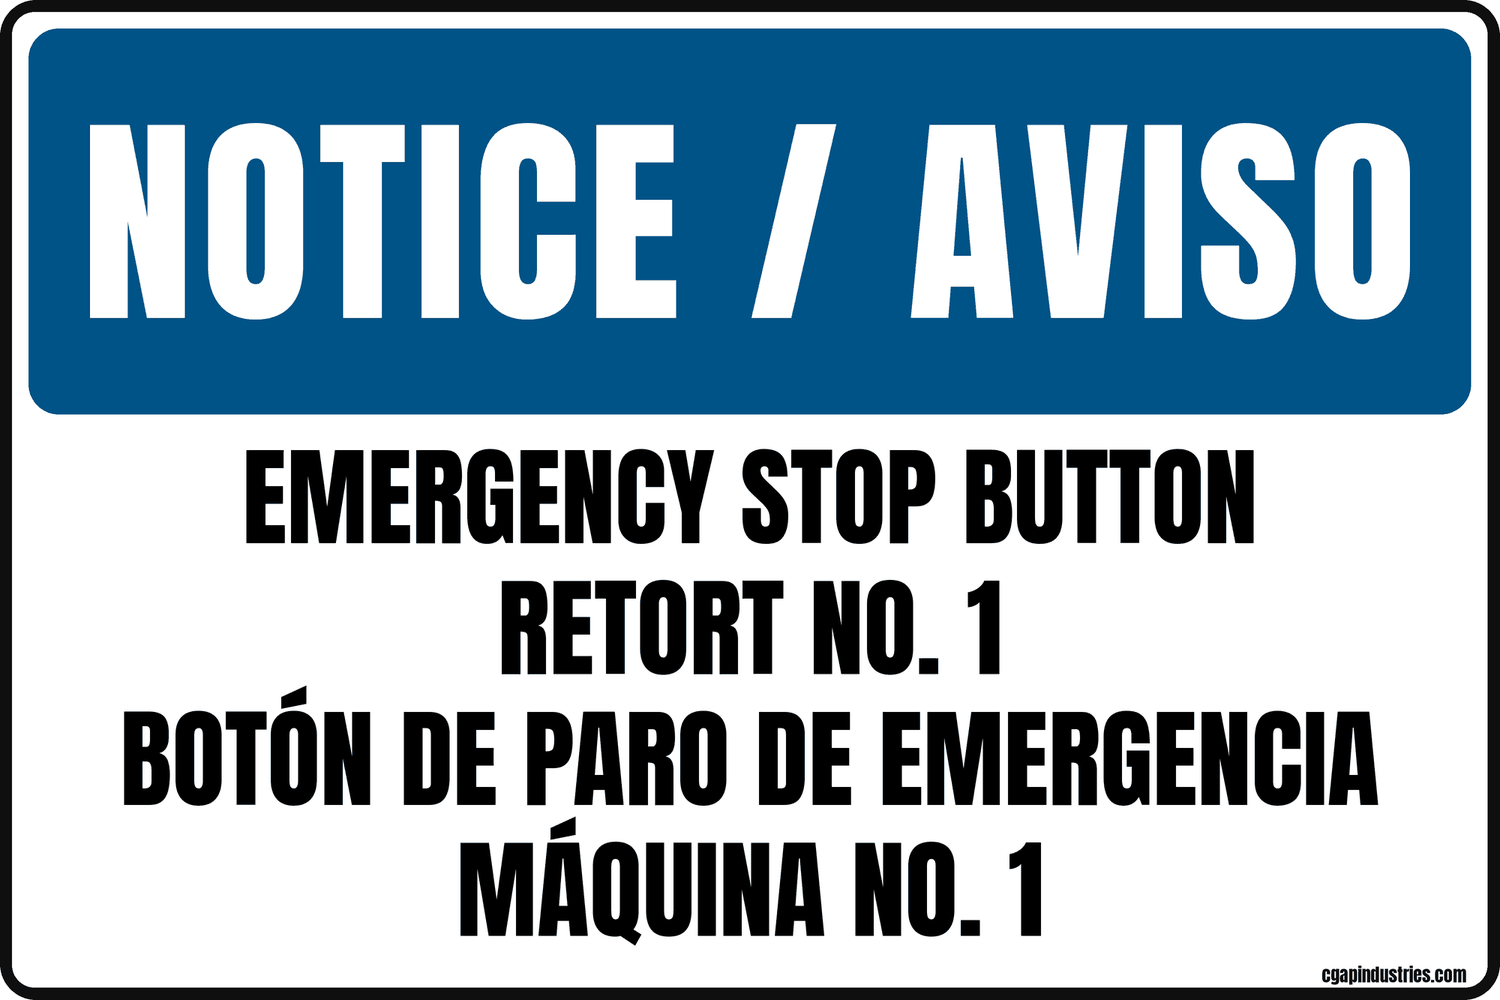 NOTICE / AVISO
EMERGENCY STOP BUTTON
RETORT NO. 1
BOTÓN DE PARO DE EMERGENCIA
MÁQUINA NO. 1
cgapindustries.com